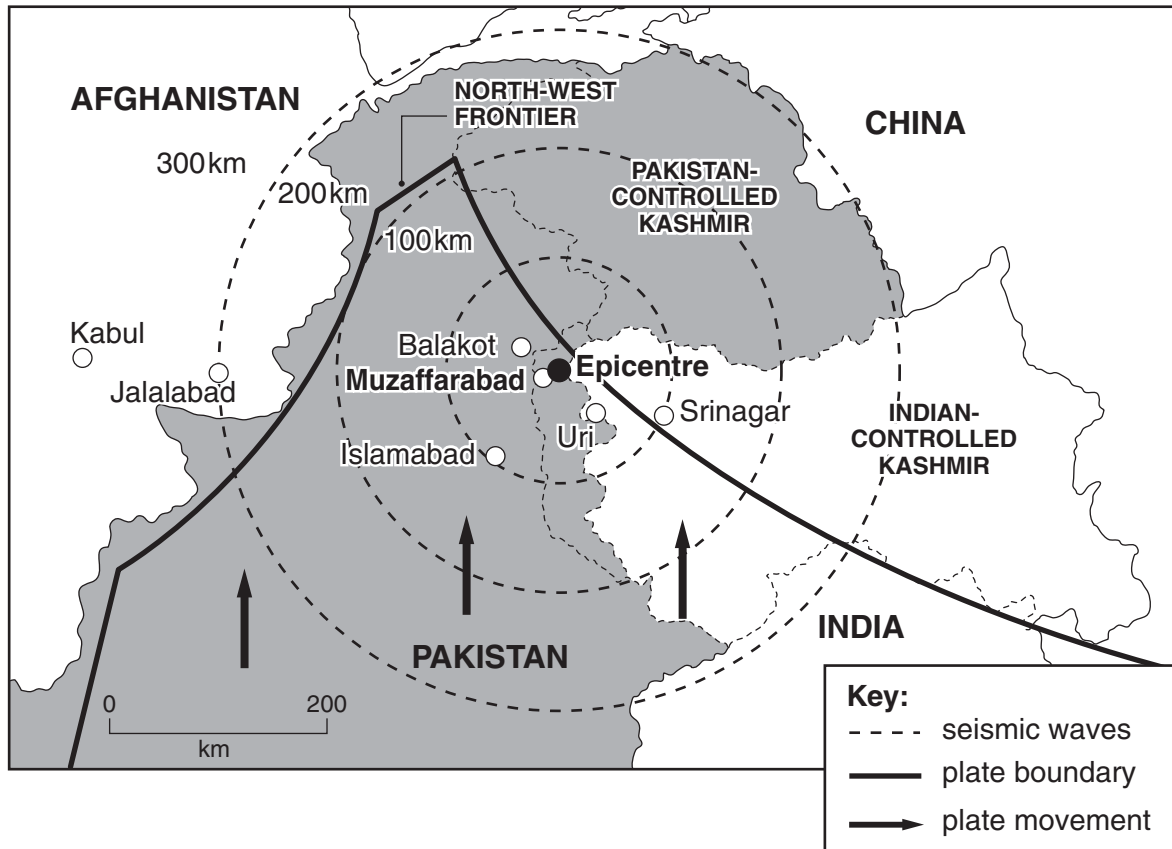 AFGHANISTAN
NORTH-WEST
FRONTIER
CHINA
300km
200km
100km
PAKISTAN-
CONTROLLED
KASHMIR
Kabul
Jalalabad
Balakot
Muzaffarabad
Epicentre
Srinagar
Uri
Islamabad
INDIAN-
CONTROLLED
KASHMIR
PAKISTAN
INDIA
0 200
km
Key:
seismic waves
plate boundary
plate movement